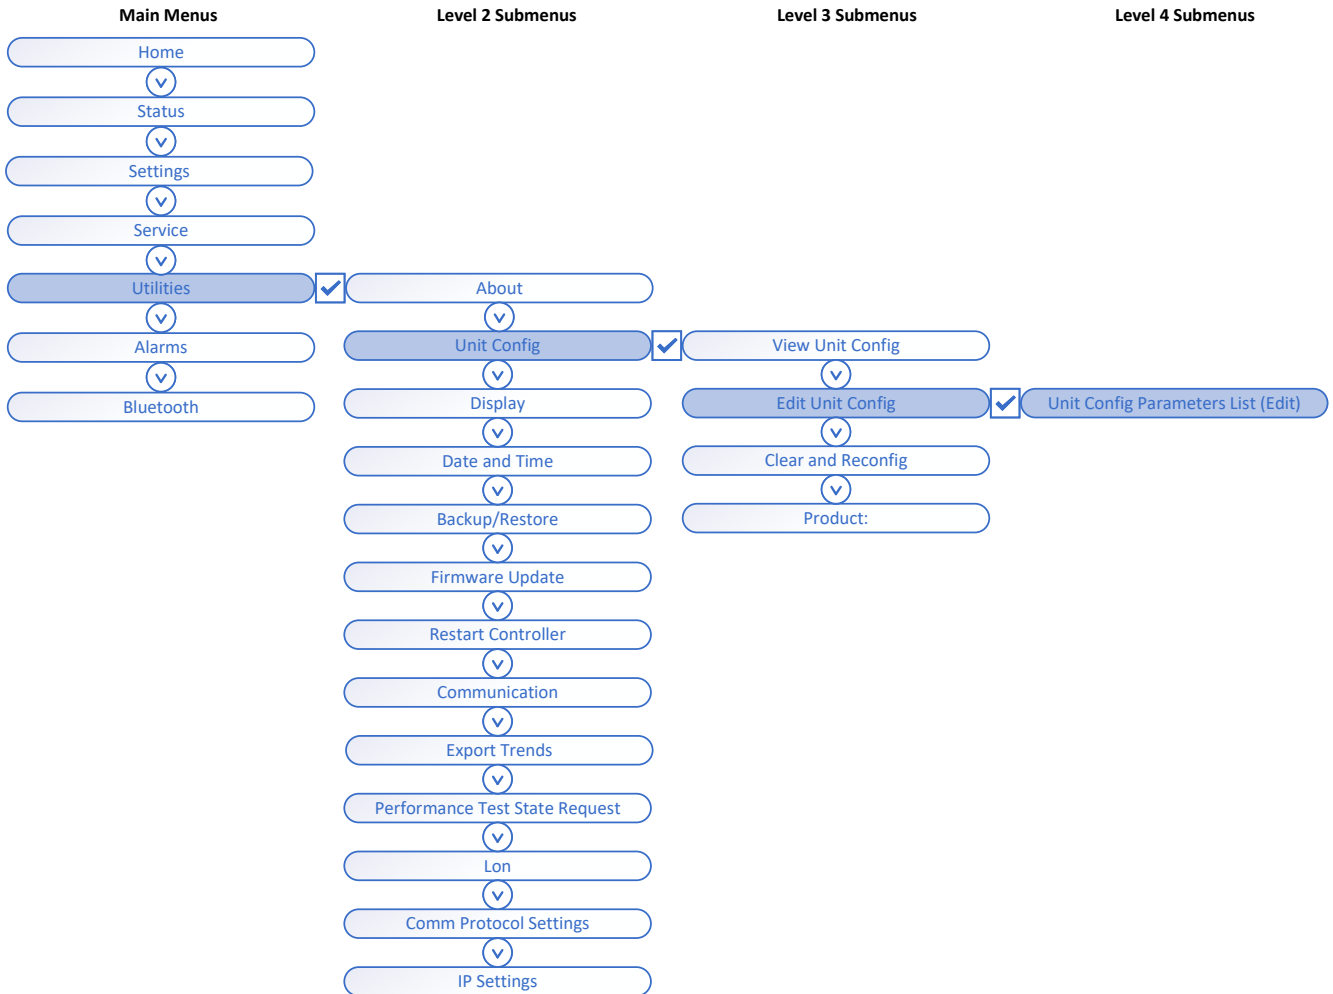 Main Menus
Level 2 Submenus
Level 3 Submenus
Level 4 Submenus
Home
Status
Settings
Service
Utilities
About
Alarms
Unit Config
View Unit Config
Bluetooth
Display
Edit Unit Config
Unit Config Parameters List (Edit)
Date and Time
Clear and Reconfig
Backup/Restore
Product:
Firmware Update
Restart Controller
Communication
Export Trends
Performance Test State Request
Lon
Comm Protocol Settings
IP Settings